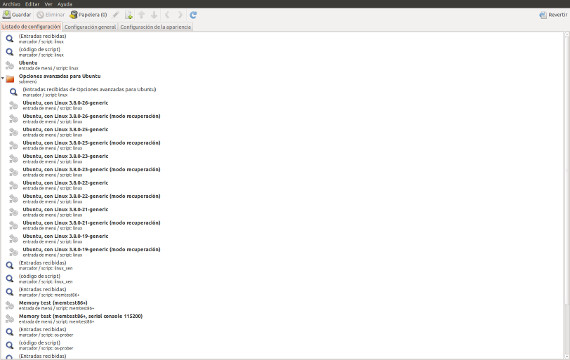 Archivo Editar Ver Ayuda
Guardar Eliminar Papelera (0) Revertir
Listado de configuración Configuración general Configuración de la apariencia
(Entradas recibidas)
marcador / script: linux
(código de script)
marcador / script: linux
Ubuntu
entrada de menú / script: linux
Opciones avanzadas para Ubuntu
submenú
(Entradas recibidas de Opciones avanzadas para Ubuntu)
marcador / script: linux
Ubuntu, con Linux 3.8.0-26-generic
entrada de menú / script: linux
Ubuntu, con Linux 3.8.0-26-generic (modo recuperación)
entrada de menú / script: linux
Ubuntu, con Linux 3.8.0-25-generic
entrada de menú / script: linux
Ubuntu, con Linux 3.8.0-25-generic (modo recuperación)
entrada de menú / script: linux
Ubuntu, con Linux 3.8.0-23-generic
entrada de menú / script: linux
Ubuntu, con Linux 3.8.0-23-generic (modo recuperación)
entrada de menú / script: linux
Ubuntu, con Linux 3.8.0-22-generic
entrada de menú / script: linux
Ubuntu, con Linux 3.8.0-22-generic (modo recuperación)
entrada de menú / script: linux
Ubuntu, con Linux 3.8.0-21-generic
entrada de menú / script: linux
Ubuntu, con Linux 3.8.0-21-generic (modo recuperación)
entrada de menú / script: linux
Ubuntu, con Linux 3.8.0-19-generic
entrada de menú / script: linux
Ubuntu, con Linux 3.8.0-19-generic (modo recuperación)
entrada de menú / script: linux
(Entradas recibidas)
marcador / script: linux_xen
(código de script)
marcador / script: linux_xen
(Entradas recibidas)
marcador / script: memtest86+
Memory test (memtest86+)
entrada de menú / script: memtest86+
Memory test (memtest86+, serial console 115200)
entrada de menú / script: memtest86+
(Entradas recibidas)
marcador / script: os-prober
(código de script)
marcador / script: os-prober
(Entradas recibidas)